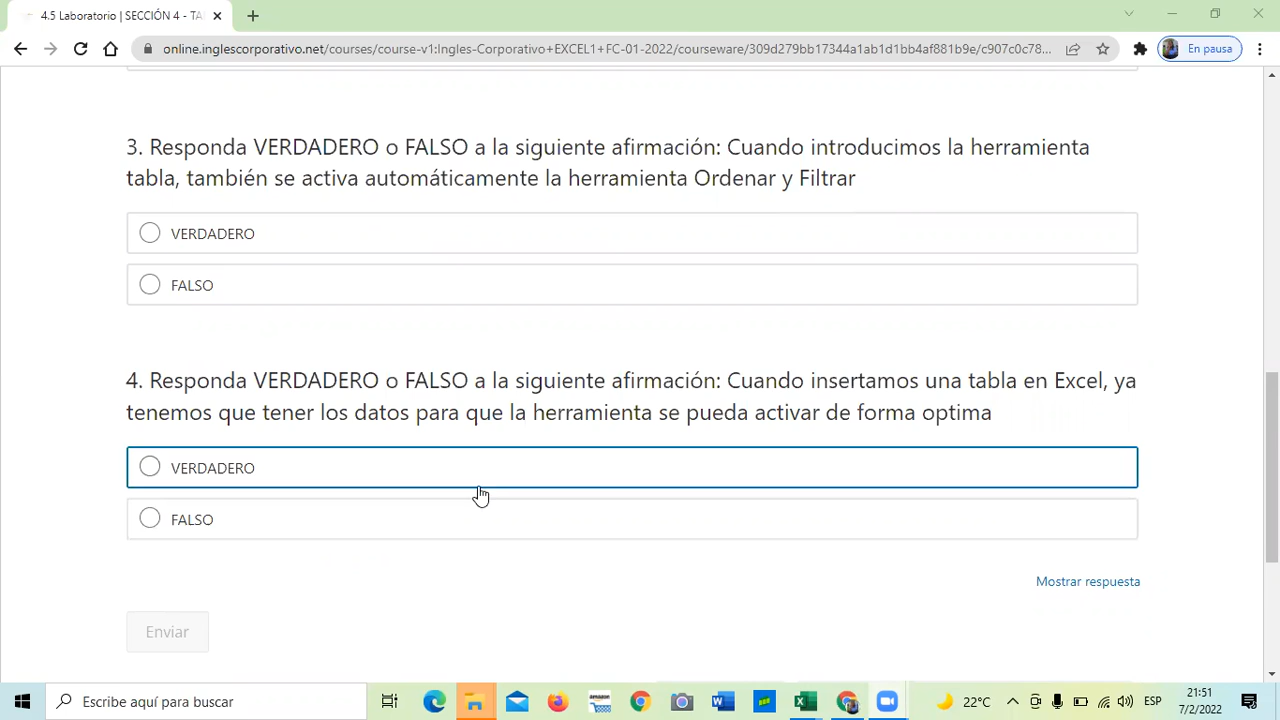 4.5 Laboratorio | SECCIÓN 4 - TA
online.inglescorporativo.net/courses/course-v1:Ingles-Corporativo+EXCEL1+FC-01-2022/courseware/309d279bb17344a1ab1d1bb4af881b9e/c907c0c78...
En pausa
3. Responda VERDADERO o FALSO a la siguiente afirmación: Cuando introducimos la herramienta
tabla, también se activa automáticamente la herramienta Ordenar y Filtrar
VERDADERO
FALSO
4. Responda VERDADERO o FALSO a la siguiente afirmación: Cuando insertamos una tabla en Excel, ya
tenemos que tener los datos para que la herramienta se pueda activar de forma optima
VERDADERO
FALSO
Mostrar respuesta
Enviar
Escribe aquí para buscar
22°C
ESP
21:51
7/2/2022